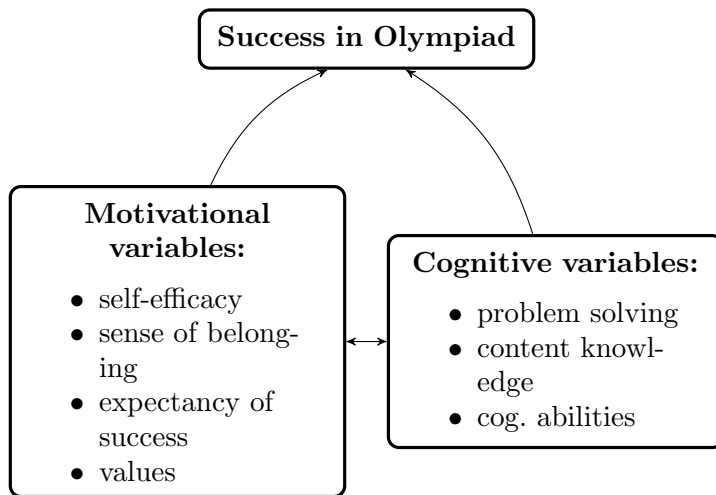 Success in Olympiad
Motivational
variables:
• self-efficacy
• sense of belong-
ing
• expectancy of
success
• values
Cognitive variables:
• problem solving
• content knowl-
edge
• cog. abilities